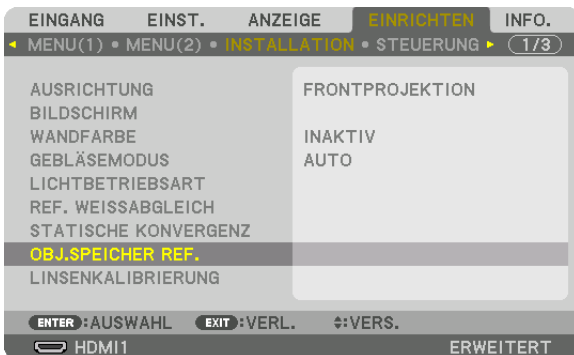 EINGANG EINST. ANZEIGE EINRICHTEN INFO.
MENU(1) • MENU(2) • INSTALLATION • STEUERUNG (1/3)
AUSRICHTUNG FRONTPROJEKTION
BILDSCHIRM
WANDFARBE INAKTIV
GEBLÄSEMODUS AUTO
LICHTBETRIEBSART
REF. WEISSABGLEICH
STATISCHE KONVERGENZ
OBJ.SPEICHER REF.
LINSENKALIBRIERUNG
ENTER :AUSWAHL EXIT :VERL. :VERS.
HDMI1 ERWEITERT